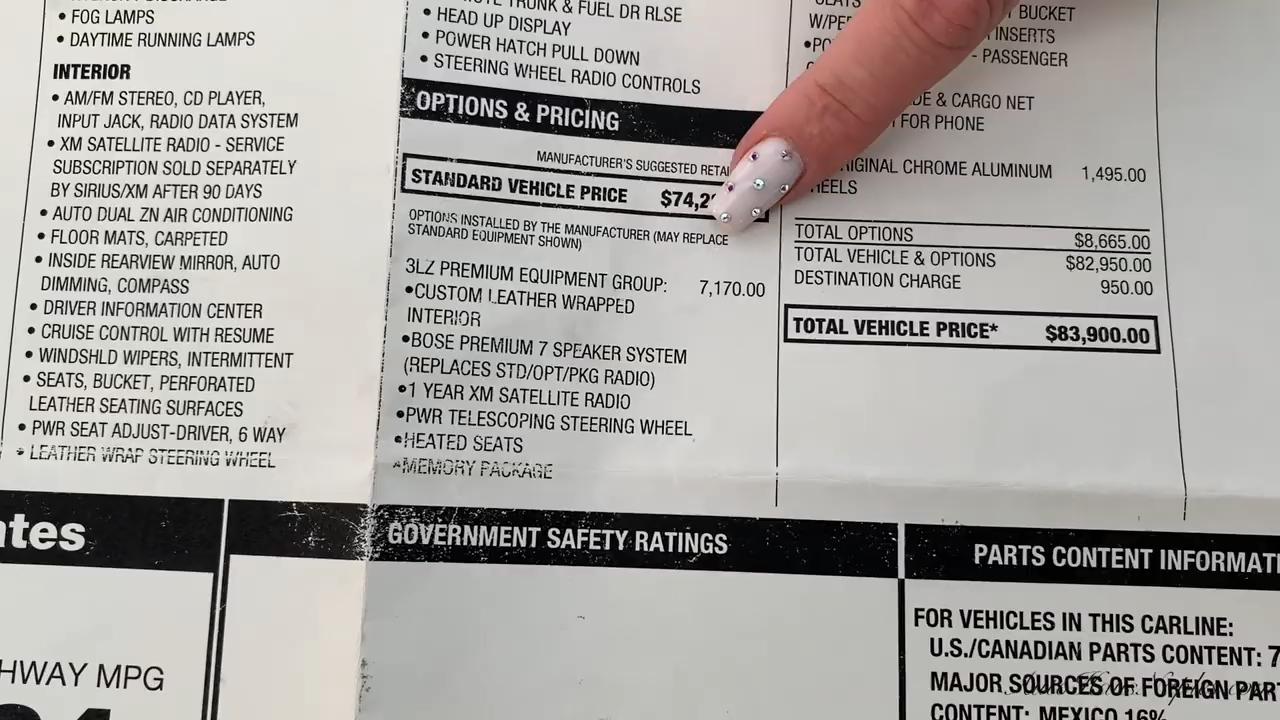 • FOG LAMPS
• DAYTIME RUNNING LAMPS
INTERIOR
• AM/FM STEREO, CD PLAYER,
INPUT JACK, RADIO DATA SYSTEM
• XM SATELLITE RADIO - SERVICE
SUBSCRIPTION SOLD SEPARATELY
BY SIRIUS/XM AFTER 90 DAYS
• AUTO DUAL ZN AIR CONDITIONING
• FLOOR MATS, CARPETED
• INSIDE REARVIEW MIRROR, AUTO
DIMMING, COMPASS
• DRIVER INFORMATION CENTER
• CRUISE CONTROL WITH RESUME
• WINDSHLD WIPERS, INTERMITTENT
• SEATS, BUCKET, PERFORATED
LEATHER SEATING SURFACES
• PWR SEAT ADJUST-DRIVER, 6 WAY
• LEATHER WRAP STEERING WHEEL
TRUNK & FUEL DR RLSE
• HEAD UP DISPLAY
• POWER HATCH PULL DOWN
• STEERING WHEEL RADIO CONTROLS
OPTIONS & PRICING
MANUFACTURER'S SUGGESTED
STANDARD VEHICLE PRICE $74,2
OPTIONS INSTALLED BY THE MANUFACTURER (MAY REPLACE
STANDARD EQUIPMENT SHOWN)
3LZ PREMIUM EQUIPMENT GROUP: 7,170.00
•CUSTOM LEATHER WRAPPED
INTERIOR
•BOSE PREMIUM 7 SPEAKER SYSTEM
(REPLACES STD/OPT/PKG RADIO)
•1 YEAR XM SATELLITE RADIO
•PWR TELESCOPING STEERING WHEEL
•HEATED SEATS
•MEMORY PACKAGE
BUCKET
INSERTS
- PASSENGER
& CARGO NET
FOR PHONE
CHROME ALUMINUM 1,495.00
TOTAL OPTIONS $8,665.00
TOTAL VEHICLE & OPTIONS $82,950.00
DESTINATION CHARGE 950.00
TOTAL VEHICLE PRICE* $83,900.00
GOVERNMENT SAFETY RATINGS
PARTS CONTENT
FOR VEHICLES IN THIS CARLINE:
U.S./CANADIAN PARTS CONTENT: 7
MAJOR SOURCES OF FOREIGN
CONTENT: MEXICO 16%
MPG